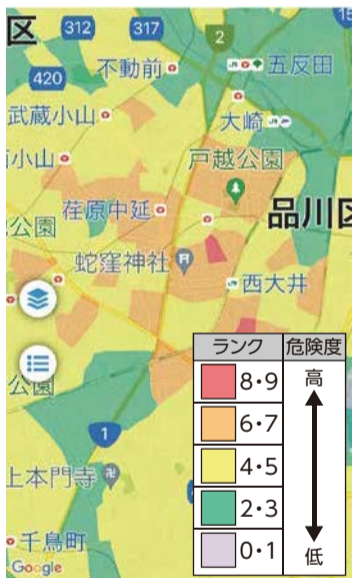 区
312
317
2
15
不動前
五反田
420
武蔵小山
大崎
小山
戸越公園
公園
荏原中延
品川区
蛇窪神社
西大井
ランク 危険度
8・9 高
6・7
4・5
公園
1
2・3
上本門寺
0・1 低
千鳥町
Google